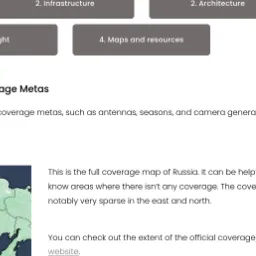 2. Infrastructure
2. Architecture
ght
4. Maps and resources
age Metas
coverage metas, such as antennas, seasons, and camera genera
This is the full coverage map of Russia. It can be help
know areas where there isn't any coverage. The cove
notably very sparse in the east and north.
You can check out the extent of the official coverage
website.